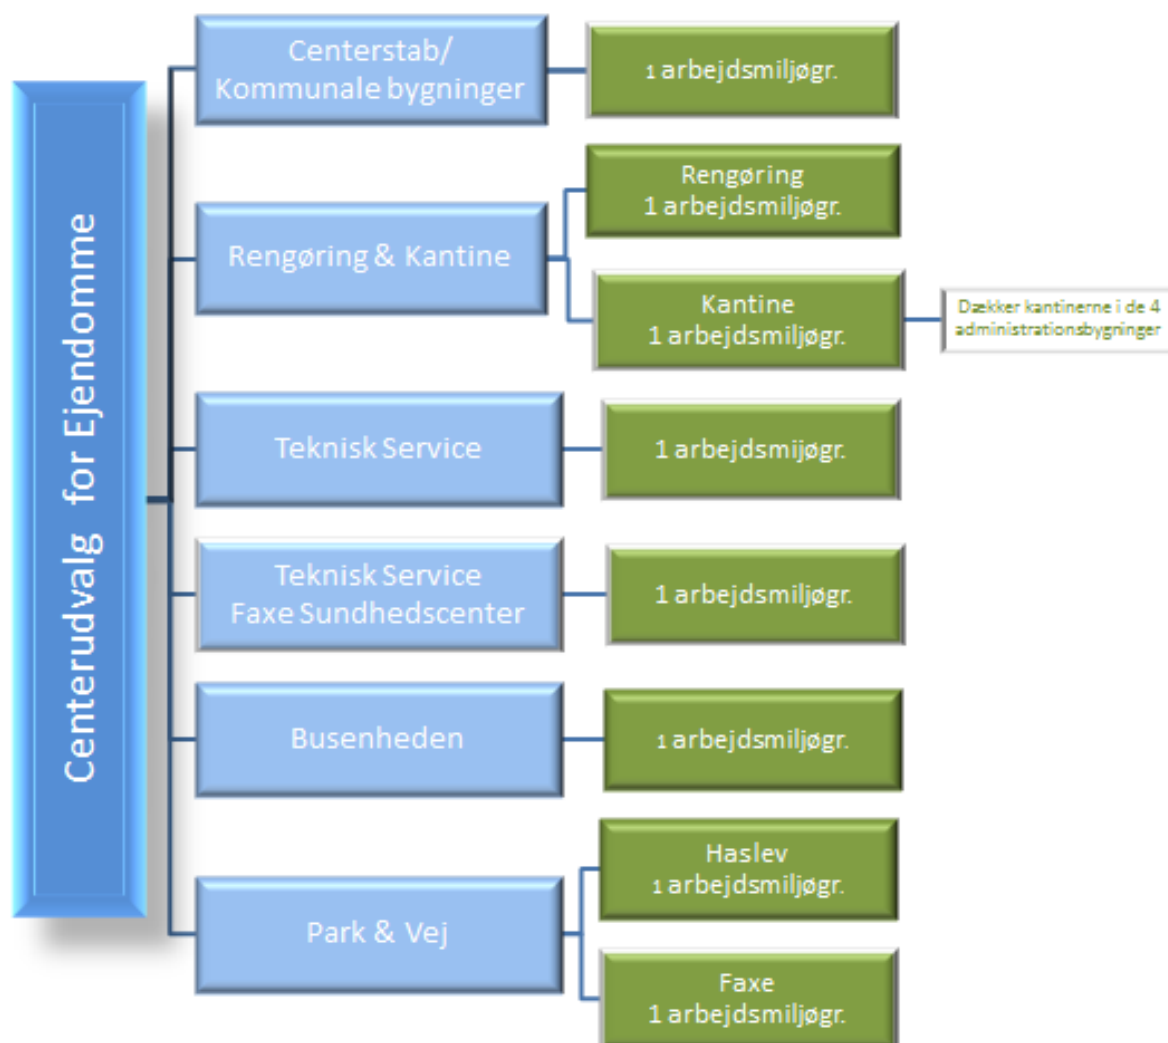 Centerudvalg for Ejendomme
Centerstab/
Kommunale bygninger
1 arbejdsmiljøgr.
Rengøring & Kantine
Rengøring
1 arbejdsmiljøgr.
Kantine
1 arbejdsmiljøgr.
Dækker kantinerne i de 4
administrationsbygninger
Teknisk Service
1 arbejdsmijøgr.
Teknisk Service
Faxe Sundhedscenter
1 arbejdsmiljøgr.
Busenheden
1 arbejdsmiljøgr.
Park & Vej
Haslev
1 arbejdsmiljøgr.
Faxe
1 arbejdsmiljøgr.